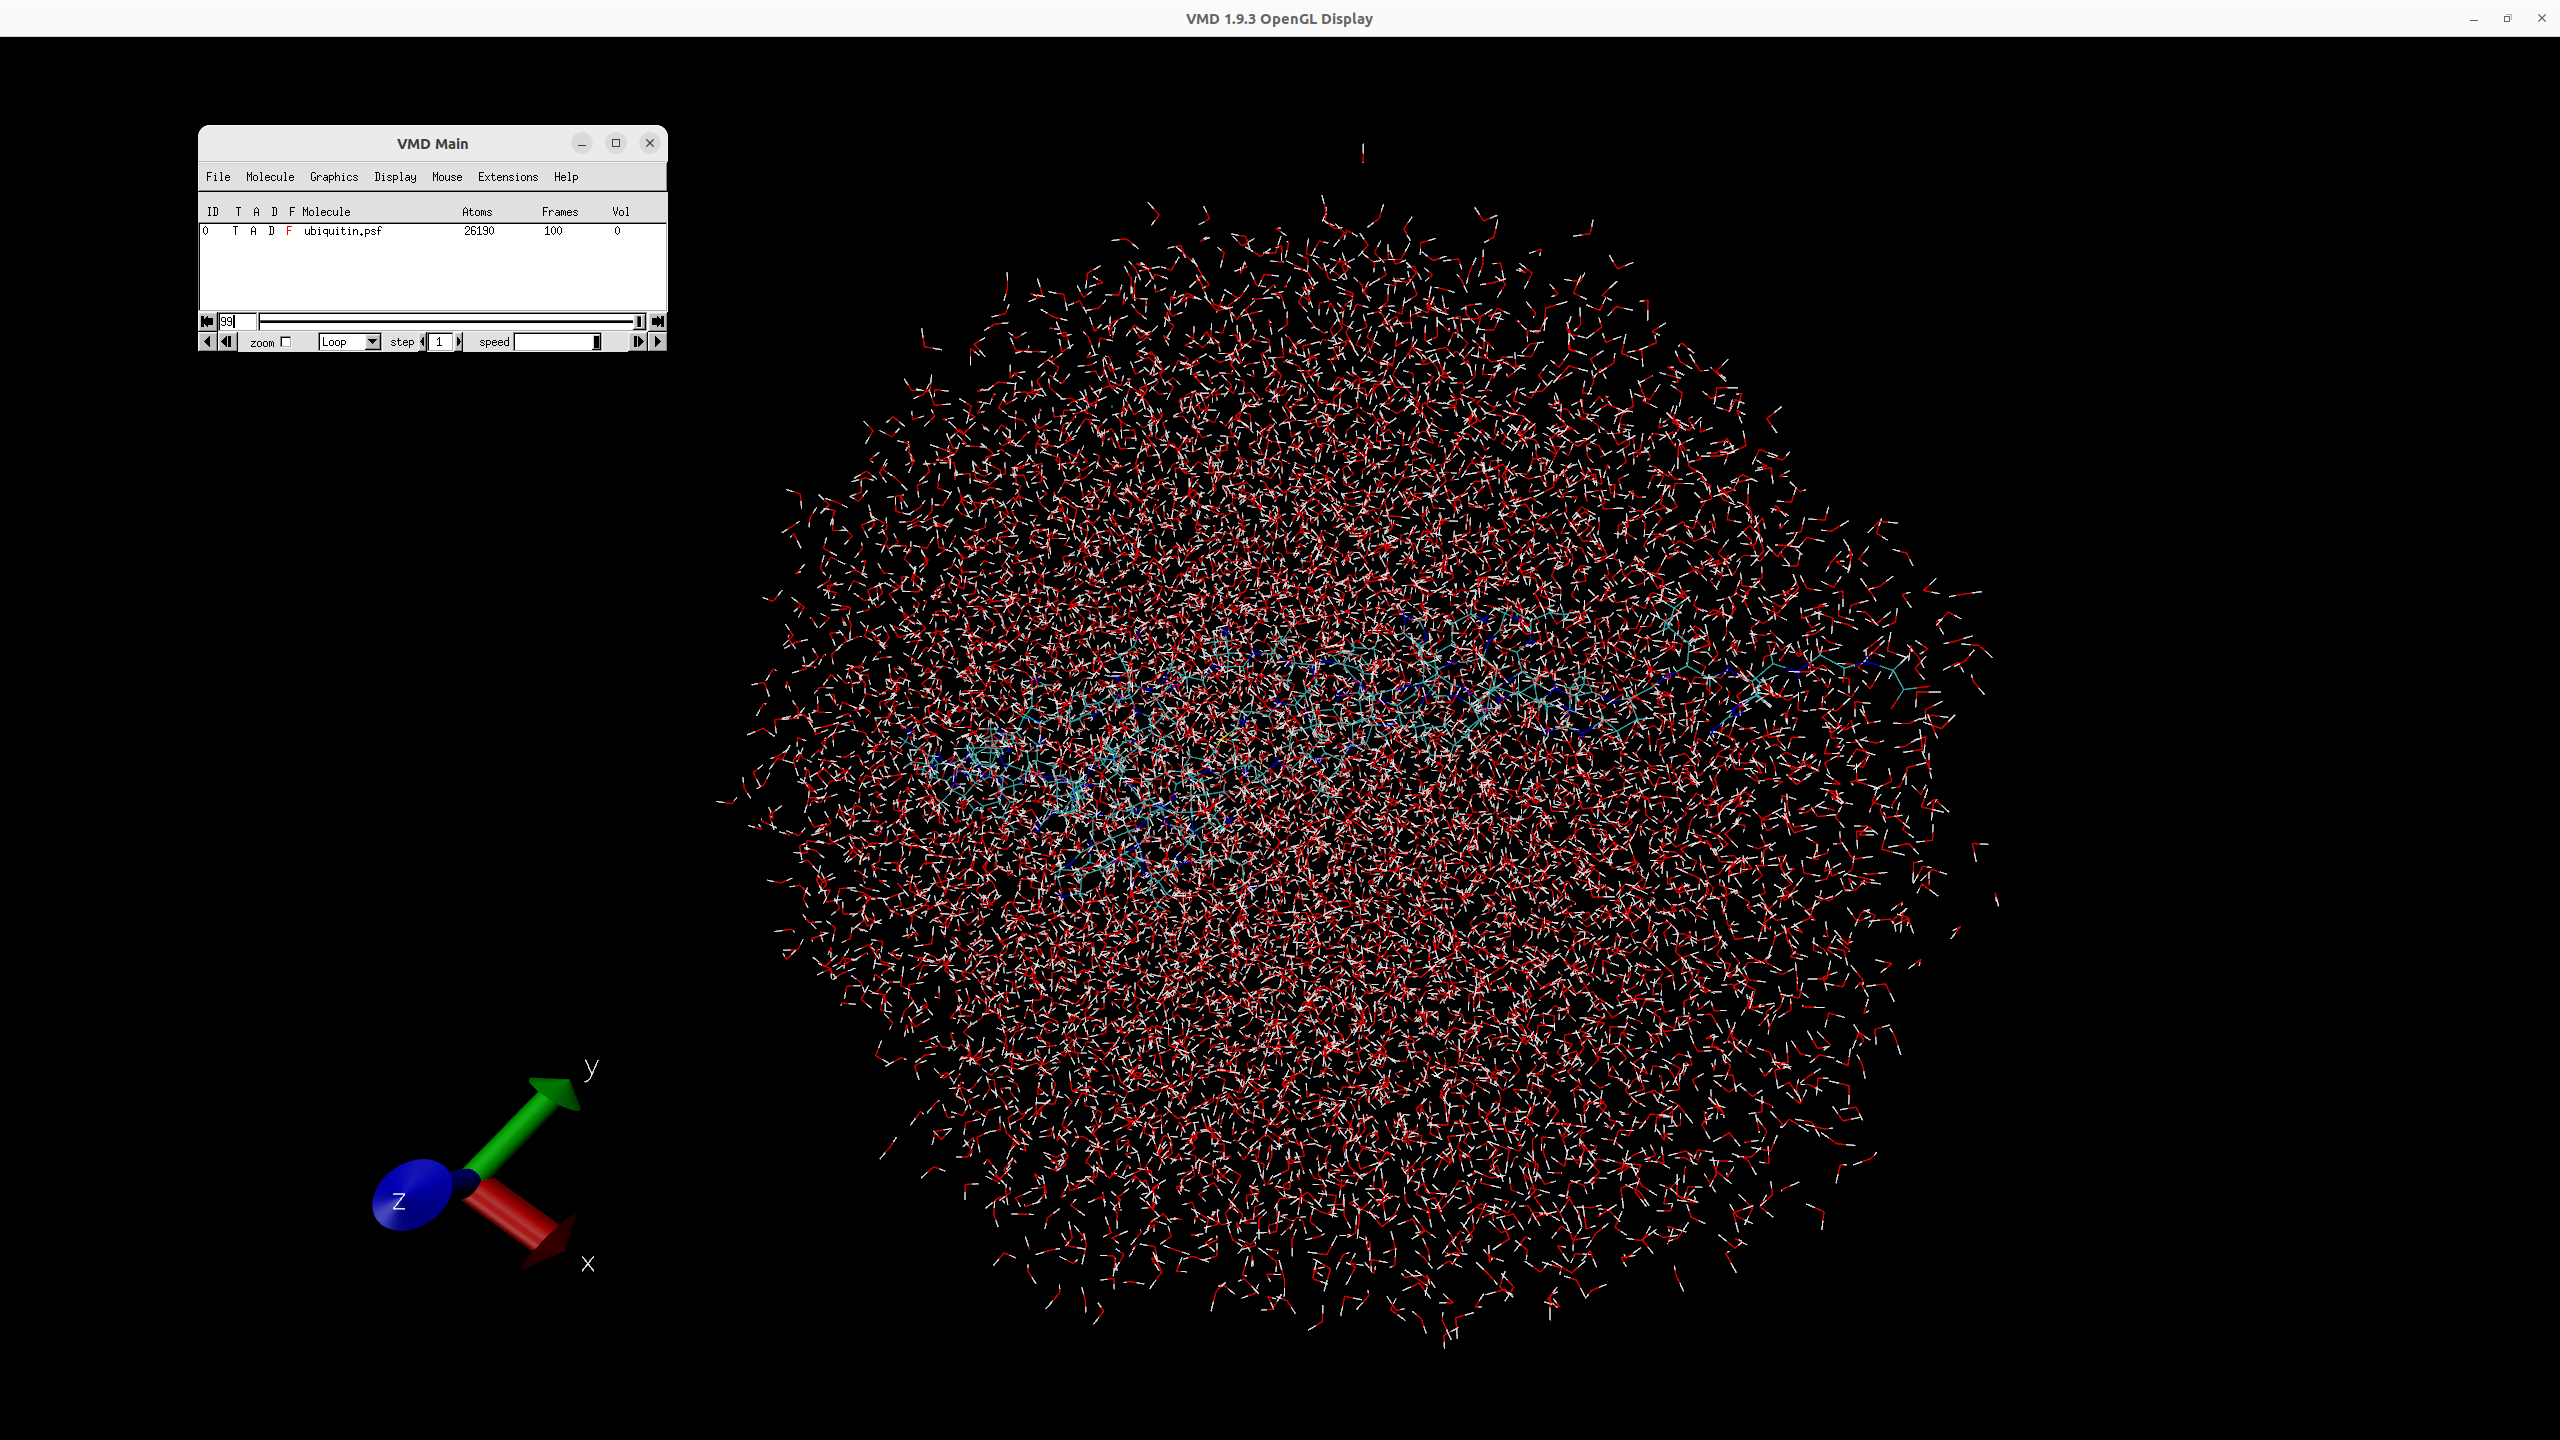 VMD 1.9.3 OpenGL Display
VMD Main
File Molecule Graphics Display Mouse Extensions Help
ID T A D F Molecule Atoms Frames Vol
0 T A D F ubiquitin.psf 26190 100 0
99
zoom Loop step 1 speed
y
z
x